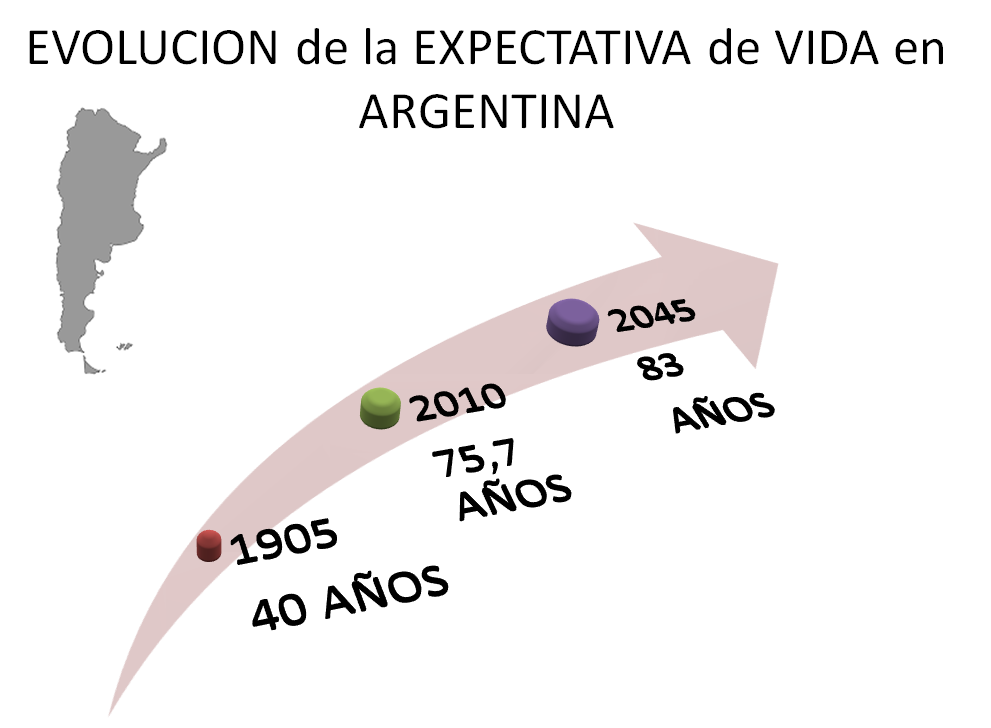 EVOLUCION de la EXPECTATIVA de VIDA en
ARGENTINA
1905
40 AÑOS
2010
75,7
AÑOS
2045
83
AÑOS